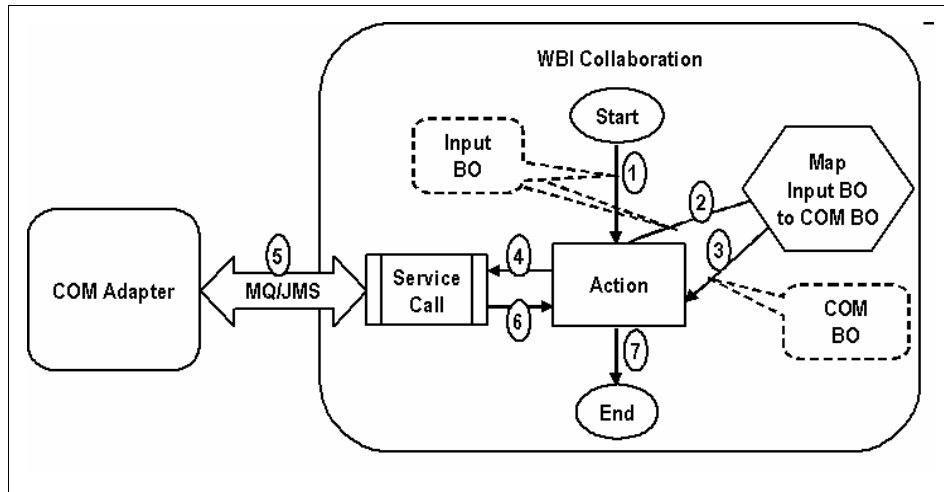 WBI Collaboration
Start
Input
BO
1
Map
Input BO
to COM BO
2
3
5
4
COM Adapter
MQ/JMS
Service
Call
Action
6
COM
BO
7
End